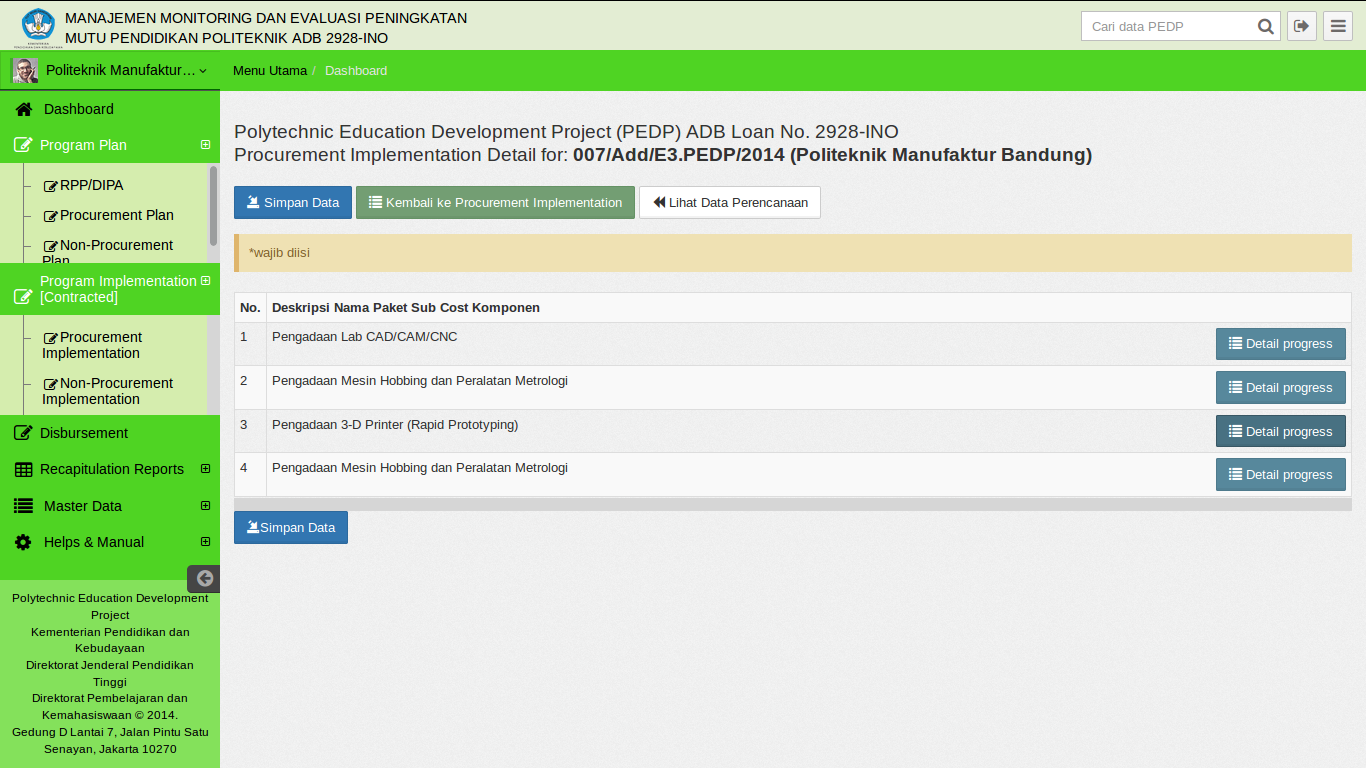 MANAJEMEN MONITORING DAN EVALUASI PENINGKATAN
MUTU PENDIDIKAN POLITEKNIK ADB 2928-INO
Cari data PEDP
Politeknik Manufaktur...
Menu Utama / Dashboard
Dashboard
Program Plan
RPP/DIPA
Procurement Plan
Non-Procurement
Plan
Program Implementation
[Contracted]
Procurement
Implementation
Non-Procurement
Implementation
Disbursement
Recapitulation Reports
Master Data
Helps & Manual
Polytechnic Education Development
Project
Kementerian Pendidikan dan
Kebudayaan
Direktorat Jenderal Pendidikan
Tinggi
Direktorat Pembelajaran dan
Kemahasiswaan © 2014.
Gedung D Lantai 7, Jalan Pintu Satu
Senayan, Jakarta 10270
Polytechnic Education Development Project (PEDP) ADB Loan No. 2928-INO
Procurement Implementation Detail for: 007/Add/E3.PEDP/2014 (Politeknik Manufaktur Bandung)
Simpan Data Kembali ke Procurement Implementation Lihat Data Perencanaan
*wajib diisi
No. Deskripsi Nama Paket Sub Cost Komponen
1 Pengadaan Lab CAD/CAM/CNC Detail progress
2 Pengadaan Mesin Hobbing dan Peralatan Metrologi Detail progress
3 Pengadaan 3-D Printer (Rapid Prototyping) Detail progress
4 Pengadaan Mesin Hobbing dan Peralatan Metrologi Detail progress
Simpan Data